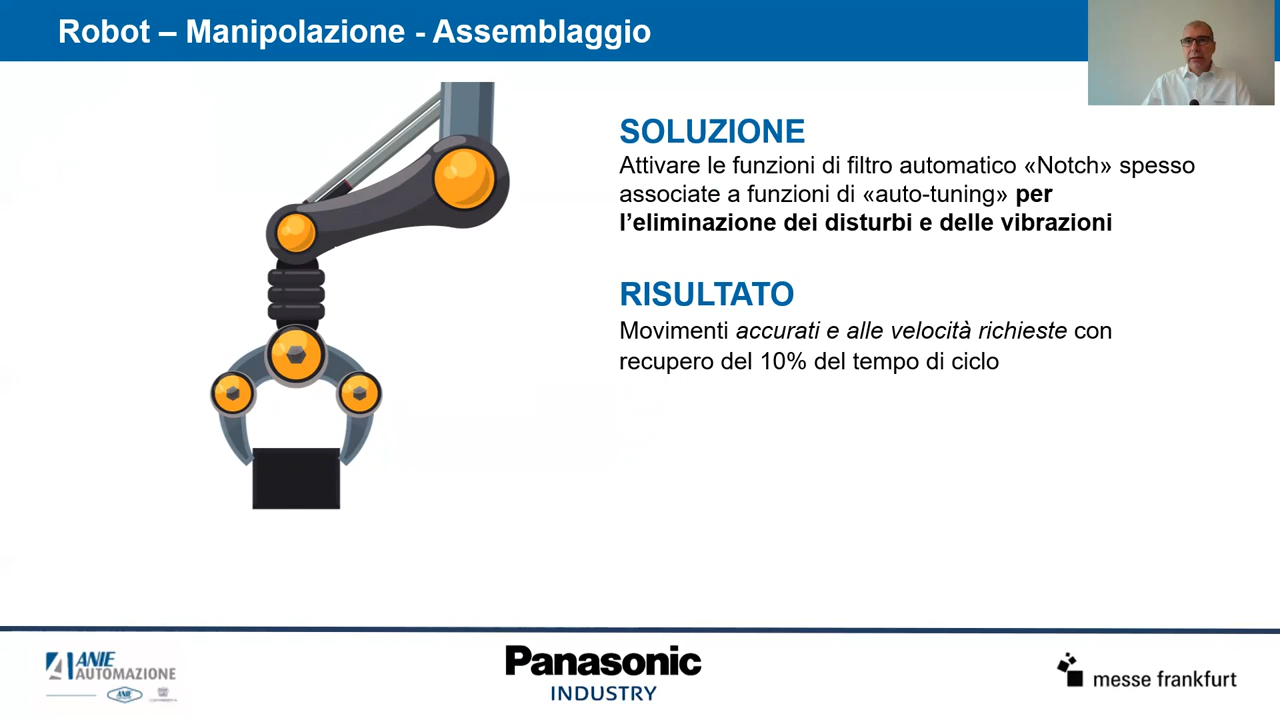 Robot – Manipolazione - Assemblaggio
SOLUZIONE
Attivare le funzioni di filtro automatico «Notch» spesso
associate a funzioni di «auto-tuning» per
l’eliminazione dei disturbi e delle vibrazioni
RISULTATO
Movimenti accurati e alle velocità richieste con
recupero del 10% del tempo di ciclo
ANIE
AUTOMAZIONE
ANIE
Panasonic
INDUSTRY
messe frankfurt